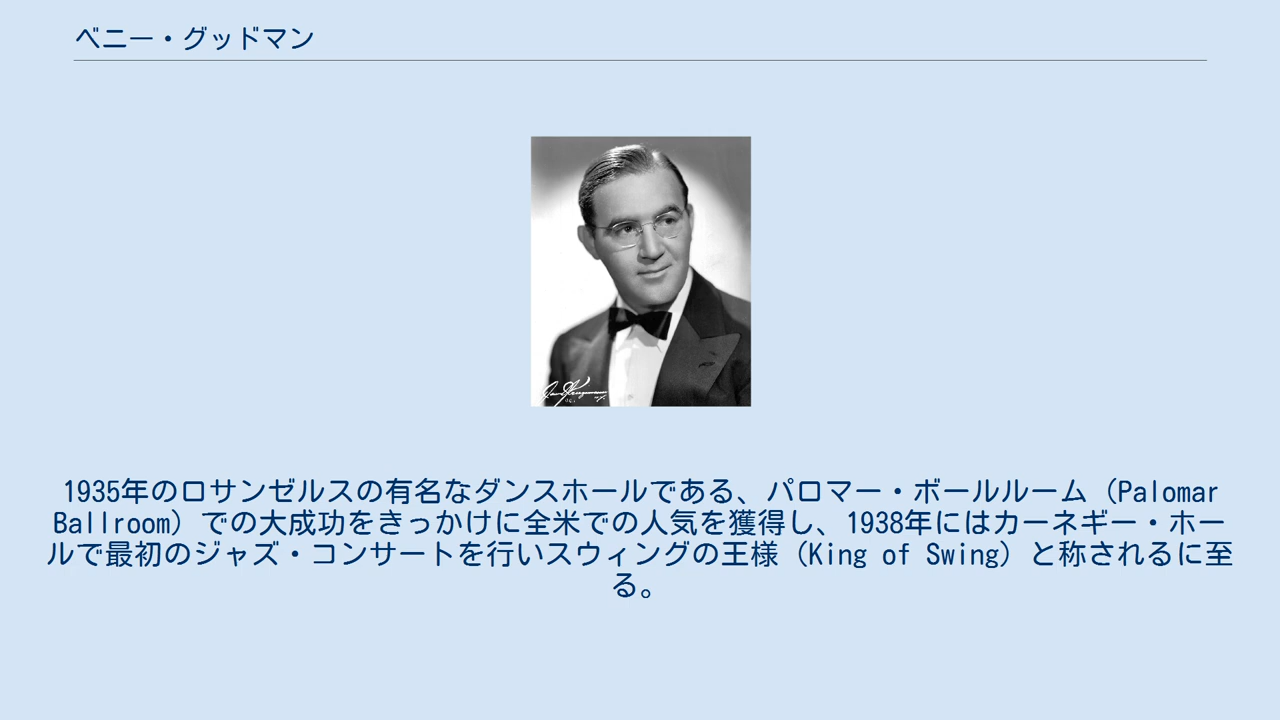 ベニー・グッドマン
1935年のロサンゼルスの有名なダンスホールである、パロマー・ボールルーム（Palomar
Ballroom）での大成功をきっかけに全米での人気を獲得し、1938年にはカーネギー・ホー
ルで最初のジャズ・コンサートを行いスウィングの王様（King of Swing）と称されるに至
る。